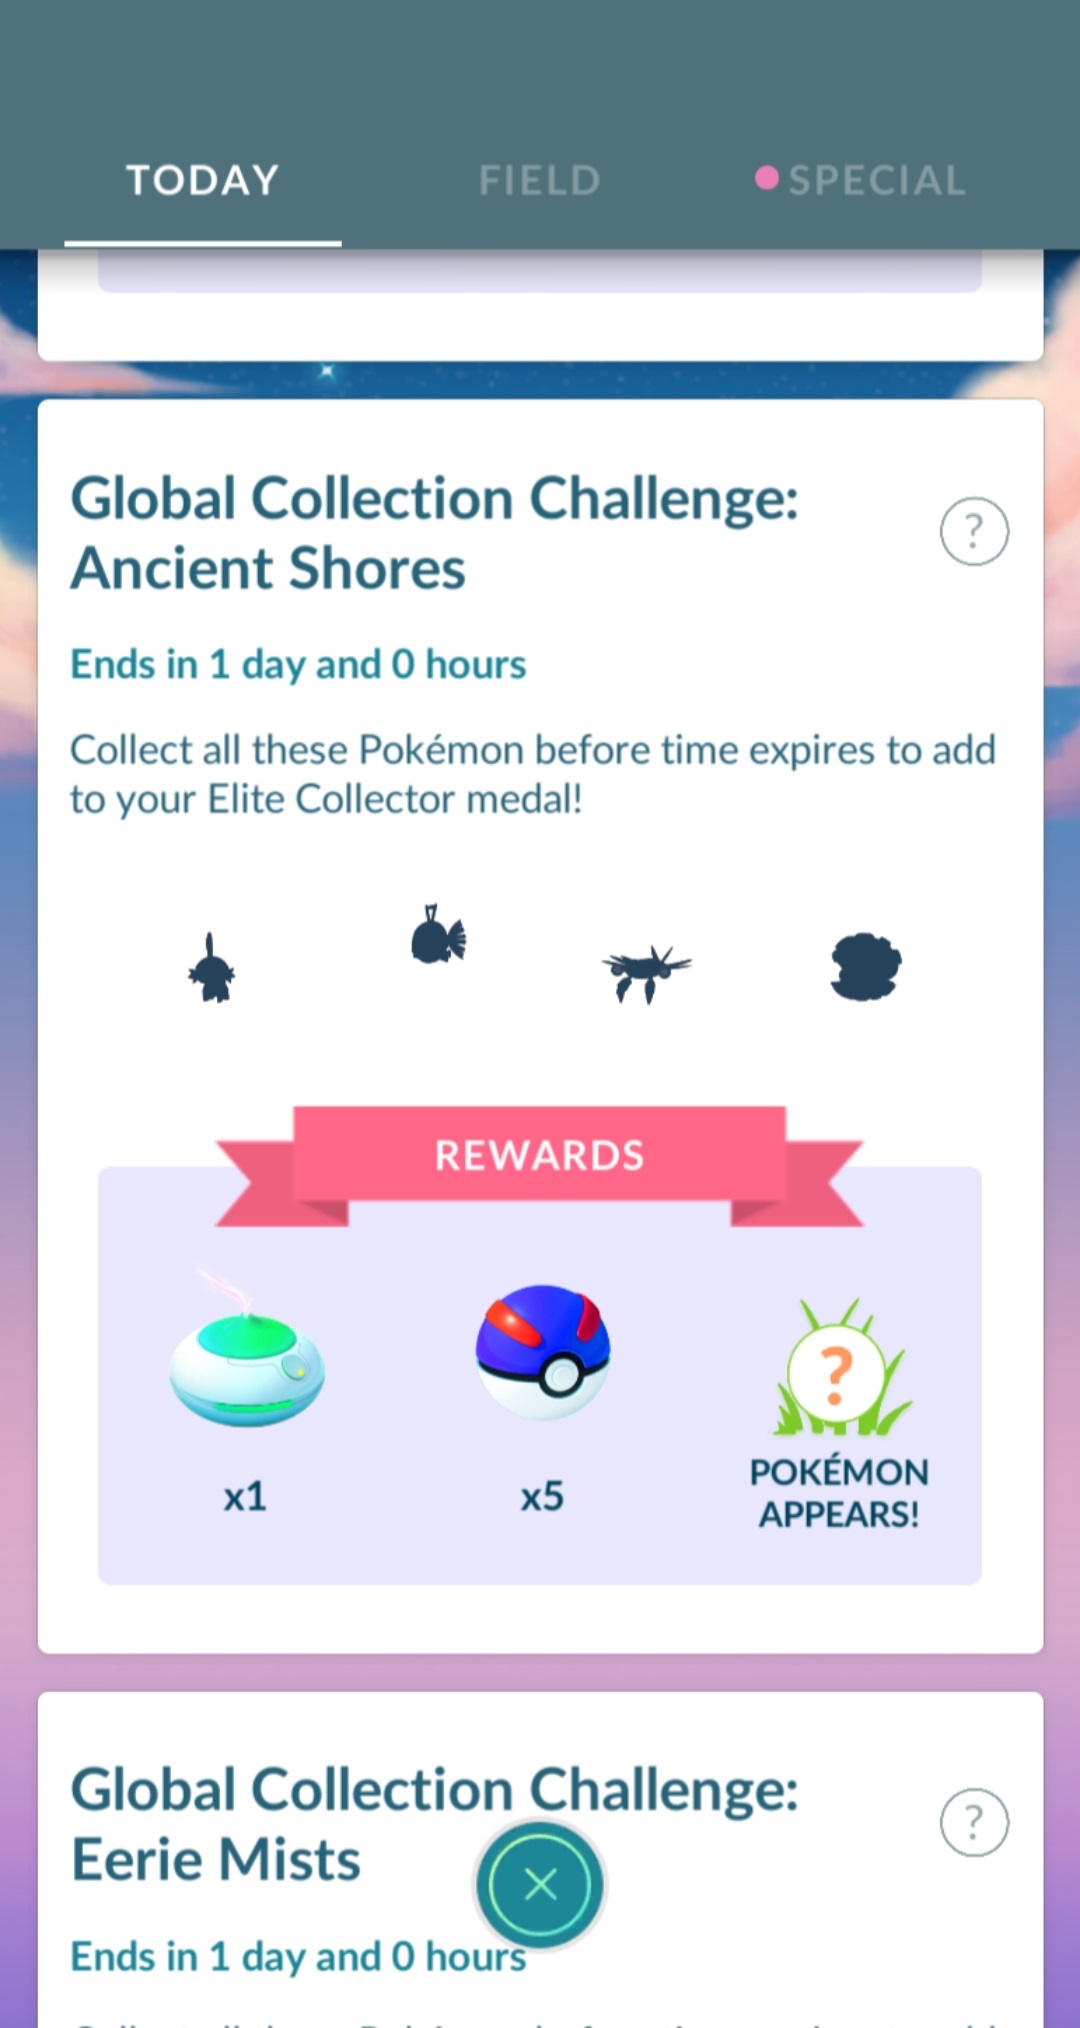 TODAY
FIELD
SPECIAL
Global Collection Challenge:
Ancient Shores
?
Ends in 1 day and 0 hours
Collect all these Pokémon before time expires to add
to your Elite Collector medal!
REWARDS
?
x1
x5
POKÉMON
APPEARS!
Global Collection Challenge:
Eerie Mists
?
Ends in 1 day and 0 hours